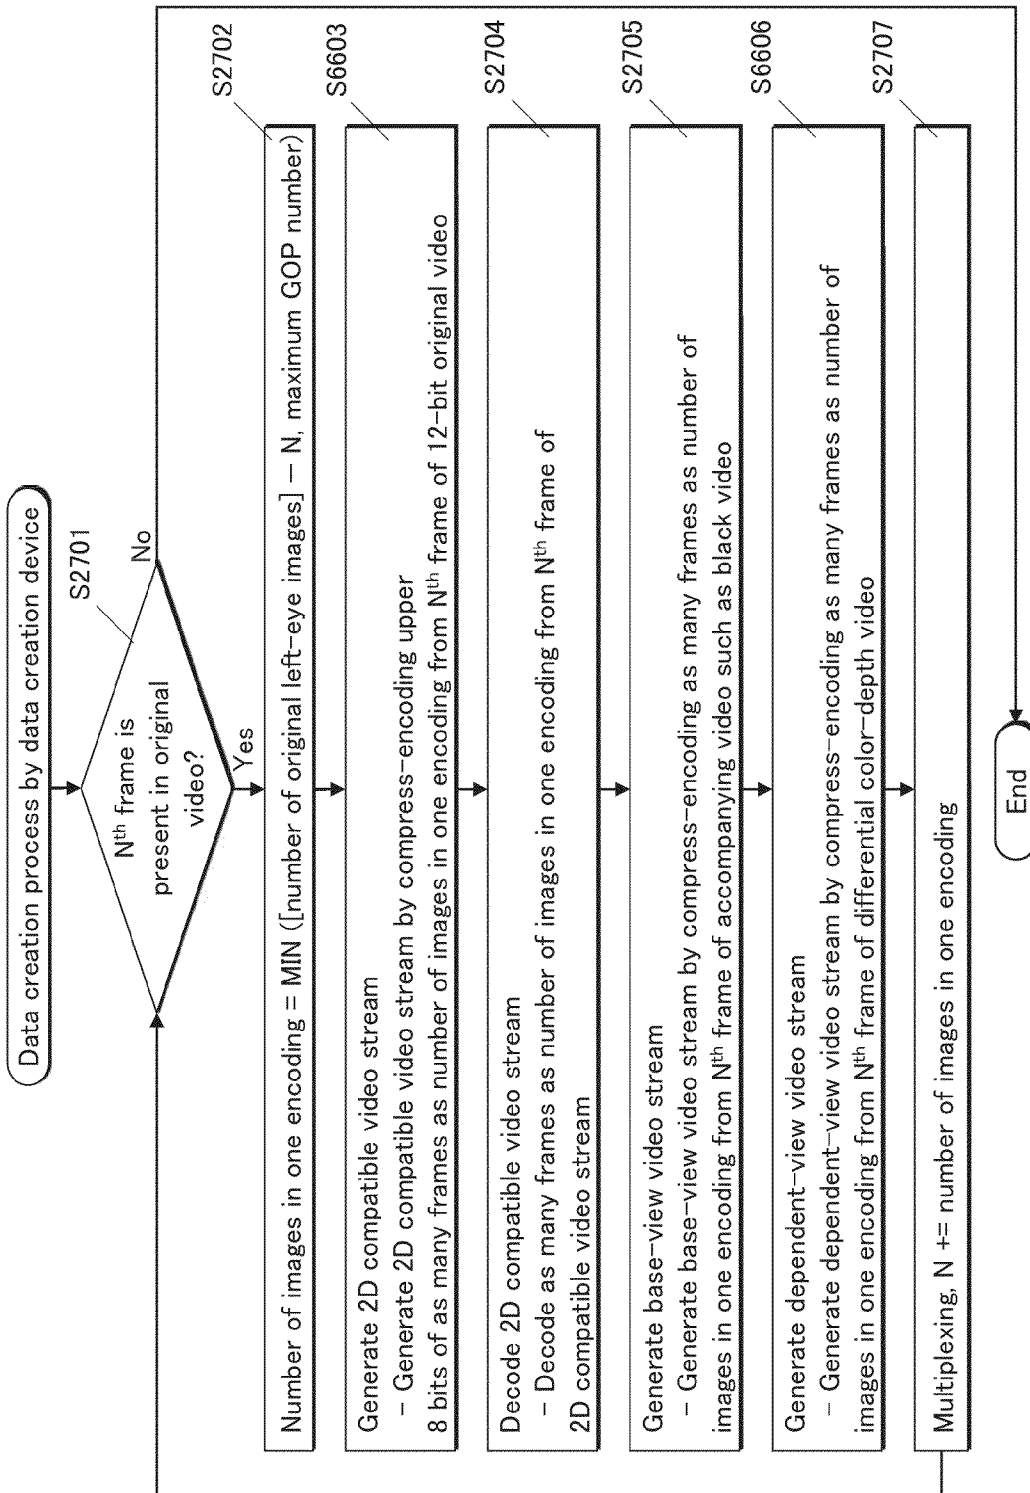 Data creation process by data creation device
S2701
Nth frame is
present in original
video?
No
Yes
S2702
Number of images in one encoding = MIN ([number of original left-eye images] − N, maximum GOP number)
S6603
Generate 2D compatible video stream
− Generate 2D compatible video stream by compress-encoding upper
8 bits of as many frames as number of images in one encoding from Nth frame of 12-bit original video
S2704
Decode 2D compatible video stream
− Decode as many frames as number of images in one encoding from Nth frame of
2D compatible video stream
S2705
Generate base-view video stream
− Generate base-view video stream by compress-encoding as many frames as number of
images in one encoding from Nth frame of accompanying video such as black video
S6606
Generate dependent-view video stream
− Generate dependent-view video stream by compress-encoding as many frames as number of
images in one encoding from Nth frame of differential color-depth video
S2707
Multiplexing, N += number of images in one encoding
End